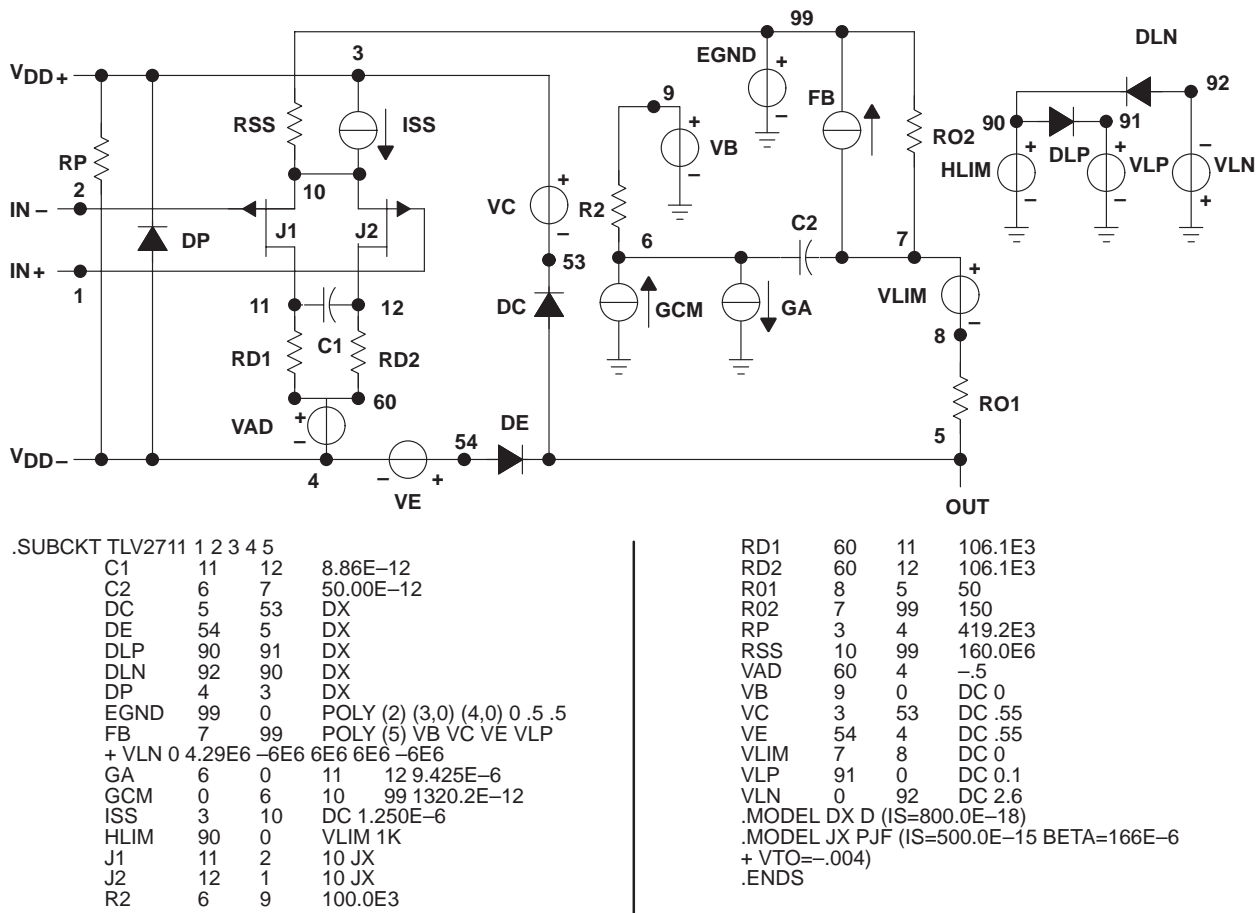 99
3
V_DD+
EGND
+
−
FB
DLN
92
RSS
ISS
9
+
VB
−
RO2
90
91
DLP
RP
10
HLIM
+
−
+
VLP
−
−
VLN
+
2
IN −
DP
J1
J2
VC
+
−
R2
C2
IN+
1
53
6
7
11
12
C1
DC
GCM
GA
VLIM
+
−
8
RD1
RD2
60
RO1
VAD
+
−
DE
54
5
V_DD−
4
−
+
VE
OUT
.SUBCKT TLV2711 1 2 3 4 5
C1 11 12 8.86E–12
C2 6 7 50.00E–12
DC 5 53 DX
DE 54 5 DX
DLP 90 91 DX
DLN 92 90 DX
DP 4 3 DX
EGND 99 0 POLY (2) (3,0) (4,0) 0 .5 .5
FB 7 99 POLY (5) VB VC VE VLP
+ VLN 0 4.29E6 –6E6 6E6 6E6 –6E6
GA 6 0 11 12 9.425E–6
GCM 0 6 10 99 1320.2E–12
ISS 3 10 DC 1.250E–6
HLIM 90 0 VLIM 1K
J1 11 2 10 JX
J2 12 1 10 JX
R2 6 9 100.0E3
RD1 60 11 106.1E3
RD2 60 12 106.1E3
R01 8 5 50
R02 7 99 150
RP 3 4 419.2E3
RSS 10 99 160.0E6
VAD 60 4 –.5
VB 9 0 DC 0
VC 3 53 DC .55
VE 54 4 DC .55
VLIM 7 8 DC 0
VLP 91 0 DC 0.1
VLN 0 92 DC 2.6
.MODEL DX D (IS=800.0E–18)
.MODEL JX PJF (IS=500.0E–15 BETA=166E–6
+ VTO=–.004)
.ENDS